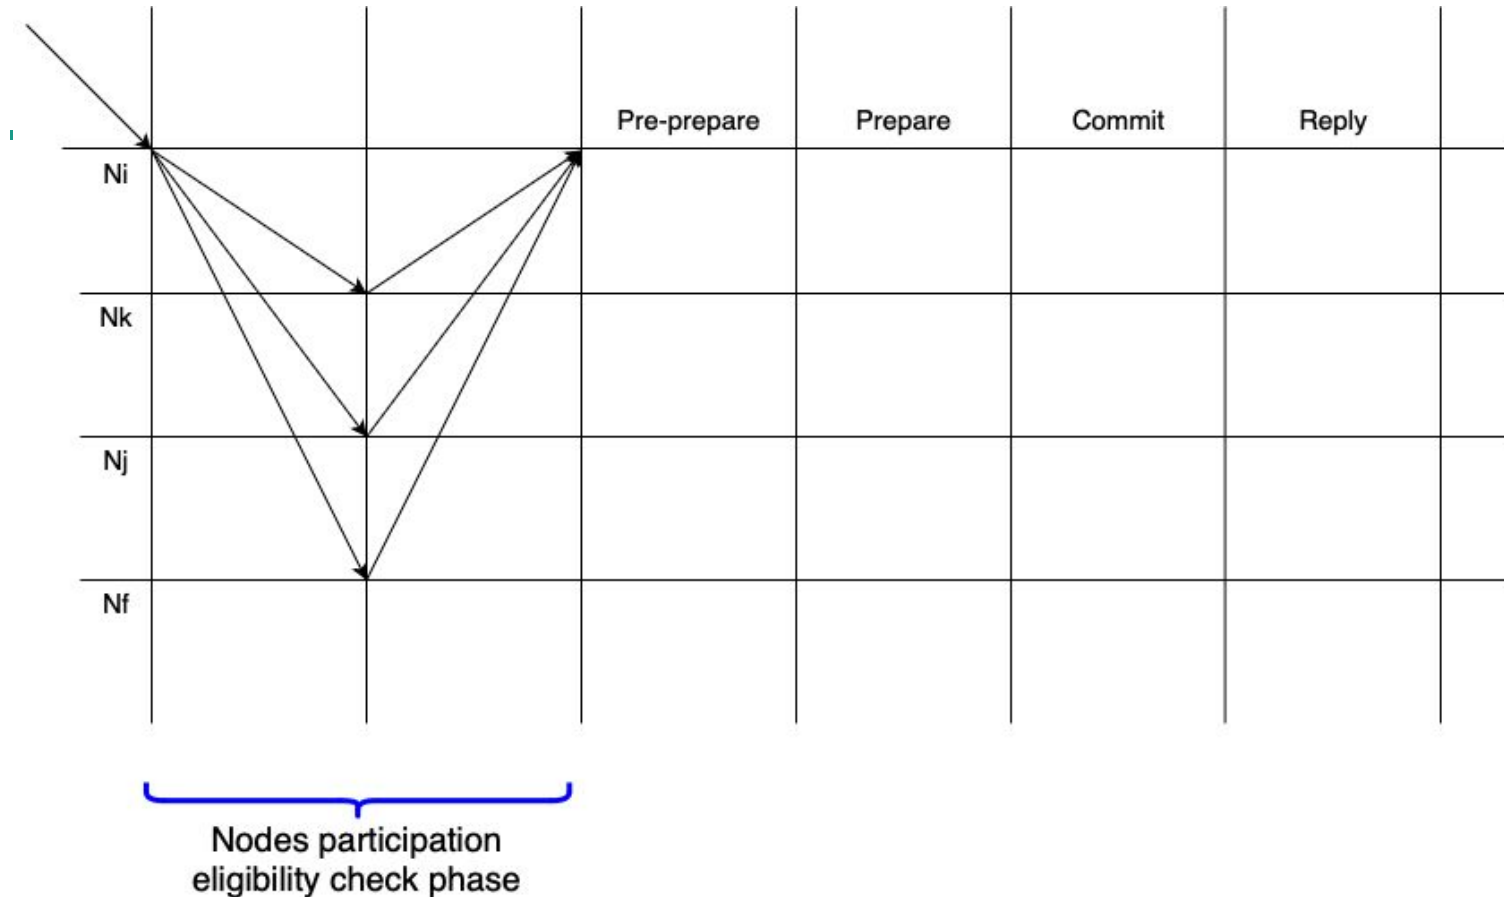 Pre-prepare
Prepare
Commit
Reply
Ni
Nk
Nj
Nf
Nodes participation
eligibility check phase